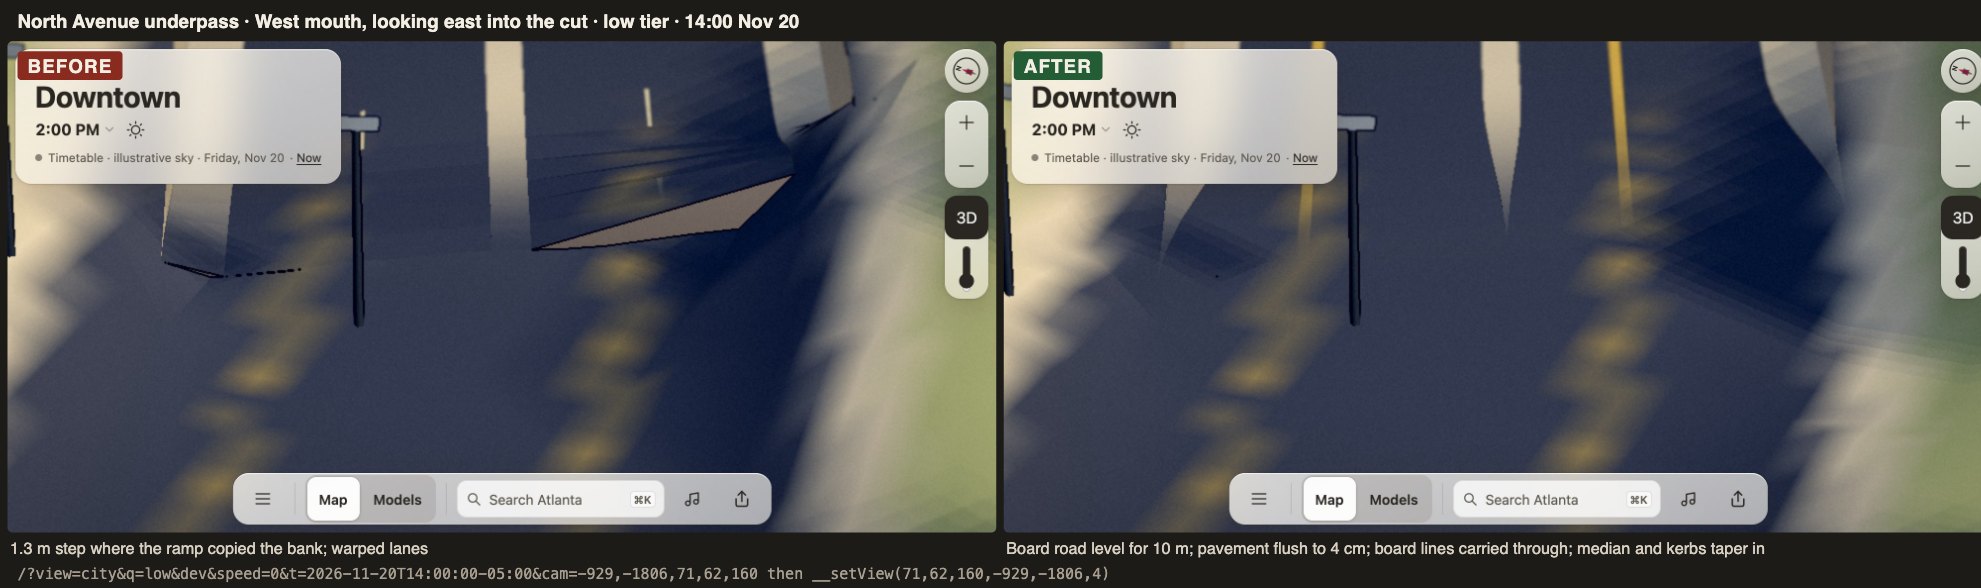 North Avenue underpass · West mouth, looking east into the cut · low tier · 14:00 Nov 20
BEFORE
Downtown
2:00 PM
Timetable · illustrative sky · Friday, Nov 20 · Now
3D
Map Models Search Atlanta ⌘K
1.3 m step where the ramp copied the bank; warped lanes
AFTER
Downtown
2:00 PM
Timetable · illustrative sky · Friday, Nov 20 · Now
3D
Map Models Search Atlanta ⌘K
Board road level for 10 m; pavement flush to 4 cm; board lines carried through; median and kerbs taper in
/?view=city&q=low&dev&speed=0&t=2026-11-20T14:00:00-05:00&cam=-929,-1806,71,62,160 then __setView(71,62,160,-929,-1806,4)